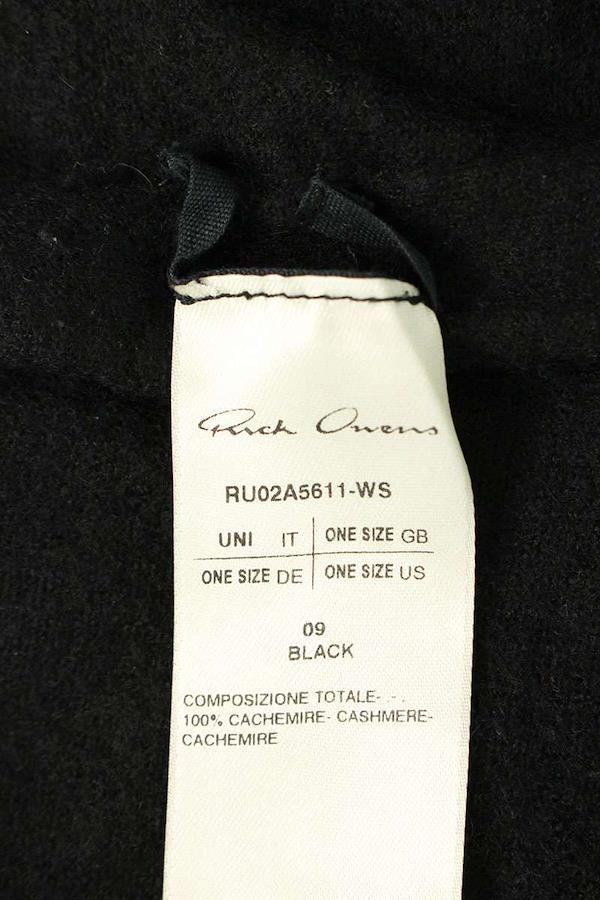 Rick Owens
RU02A5611-WS
UNI IT ONE SIZE GB
ONE SIZE DE ONE SIZE US
09
BLACK
COMPOSIZIONE TOTALE- - .
100% CACHEMIRE- CASHMERE-
CACHEMIRE